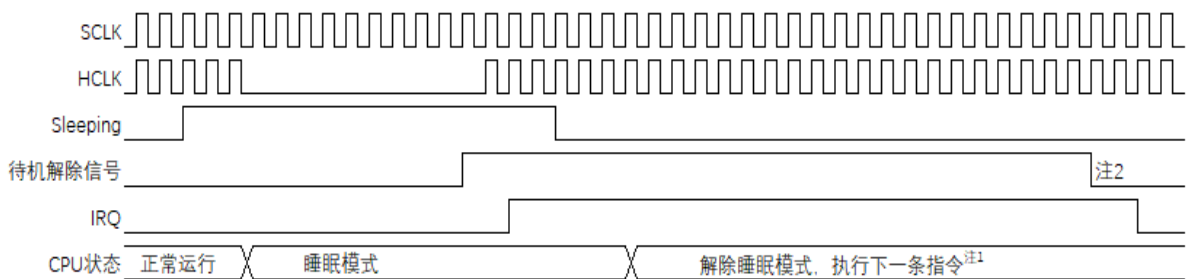 SCLK
HCLK
Sleeping
待机解除信号 注2
IRQ
CPU状态 正常运行 睡眠模式 解除睡眠模式，执行下一条指令注1